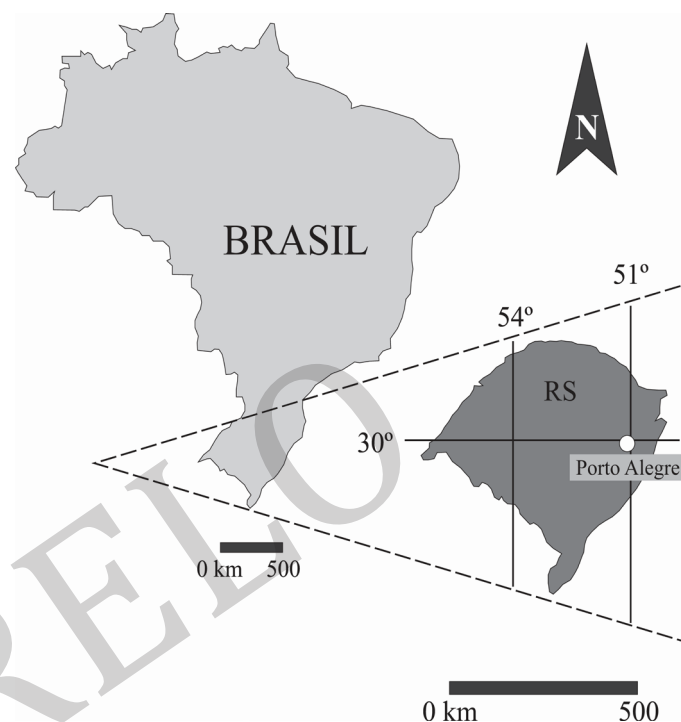 N
BRASIL
51º
54º
RS
30º
Porto Alegre
0 km 500
0 km 500
RELO